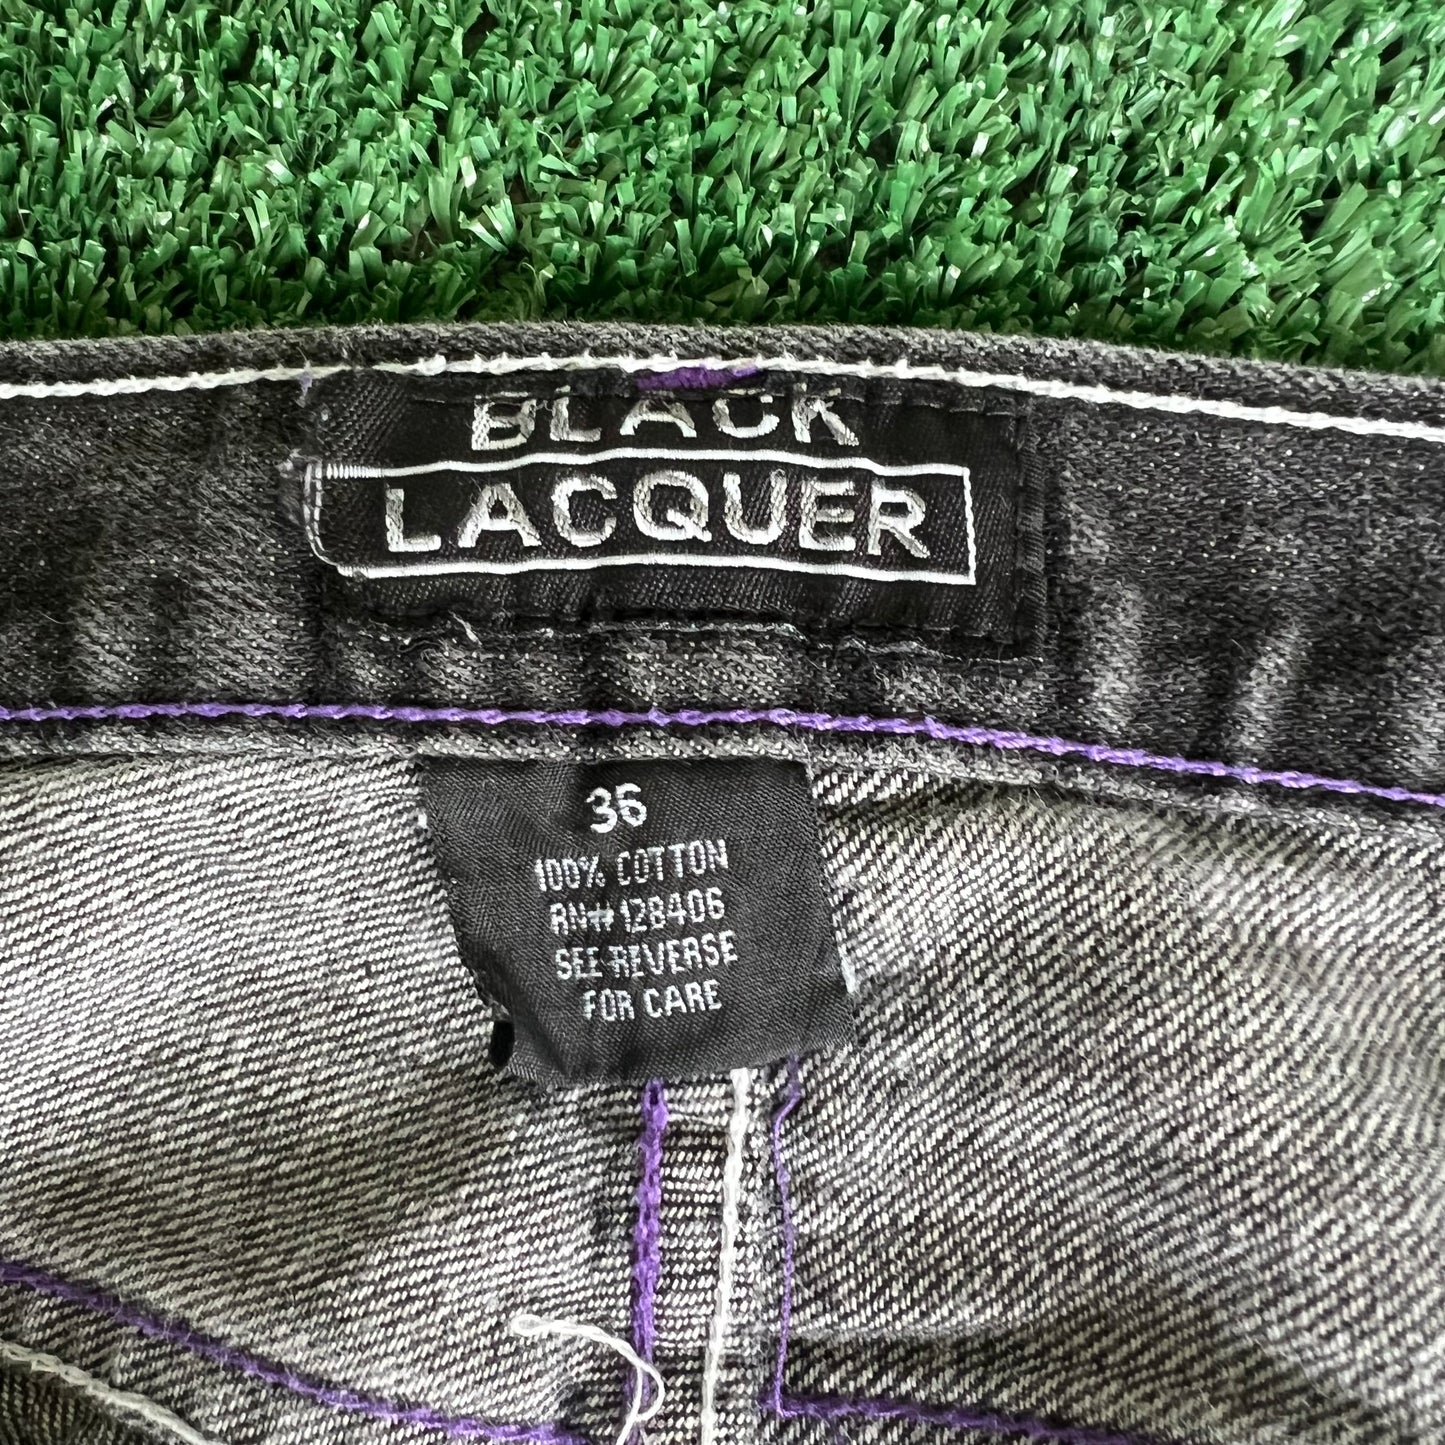 BLACK
LACQUER
36
100% COTTON
RN# 128406
SEE REVERSE
FOR CARE